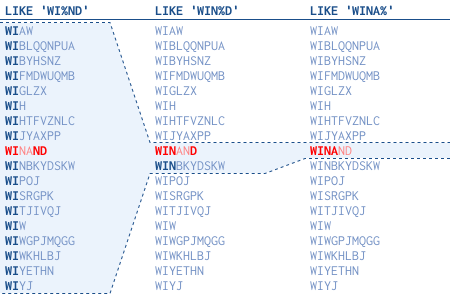 LIKE 'WI%ND' LIKE 'WIN%D' LIKE 'WINA%'
WIAW WIAW WIAW
WIBLQQNPUA WIBLQQNPUA WIBLQQNPUA
WIBYHSNZ WIBYHSNZ WIBYHSNZ
WIFMDWUQMB WIFMDWUQMB WIFMDWUQMB
WIGLZX WIGLZX WIGLZX
WIH WIH WIH
WIHTFVZNLC WIHTFVZNLC WIHTFVZNLC
WIJYAXPP WIJYAXPP WIJYAXPP
WINAND WINAND WINAND
WINBKYDSKW WINBKYDSKW WINBKYDSKW
WIPOJ WIPOJ WIPOJ
WISRGPK WISRGPK WISRGPK
WITJIVQJ WITJIVQJ WITJIVQJ
WIW WIW WIW
WIWGPJMQGG WIWGPJMQGG WIWGPJMQGG
WIWKHLBJ WIWKHLBJ WIWKHLBJ
WIYETHN WIYETHN WIYETHN
WIYJ WIYJ WIYJ